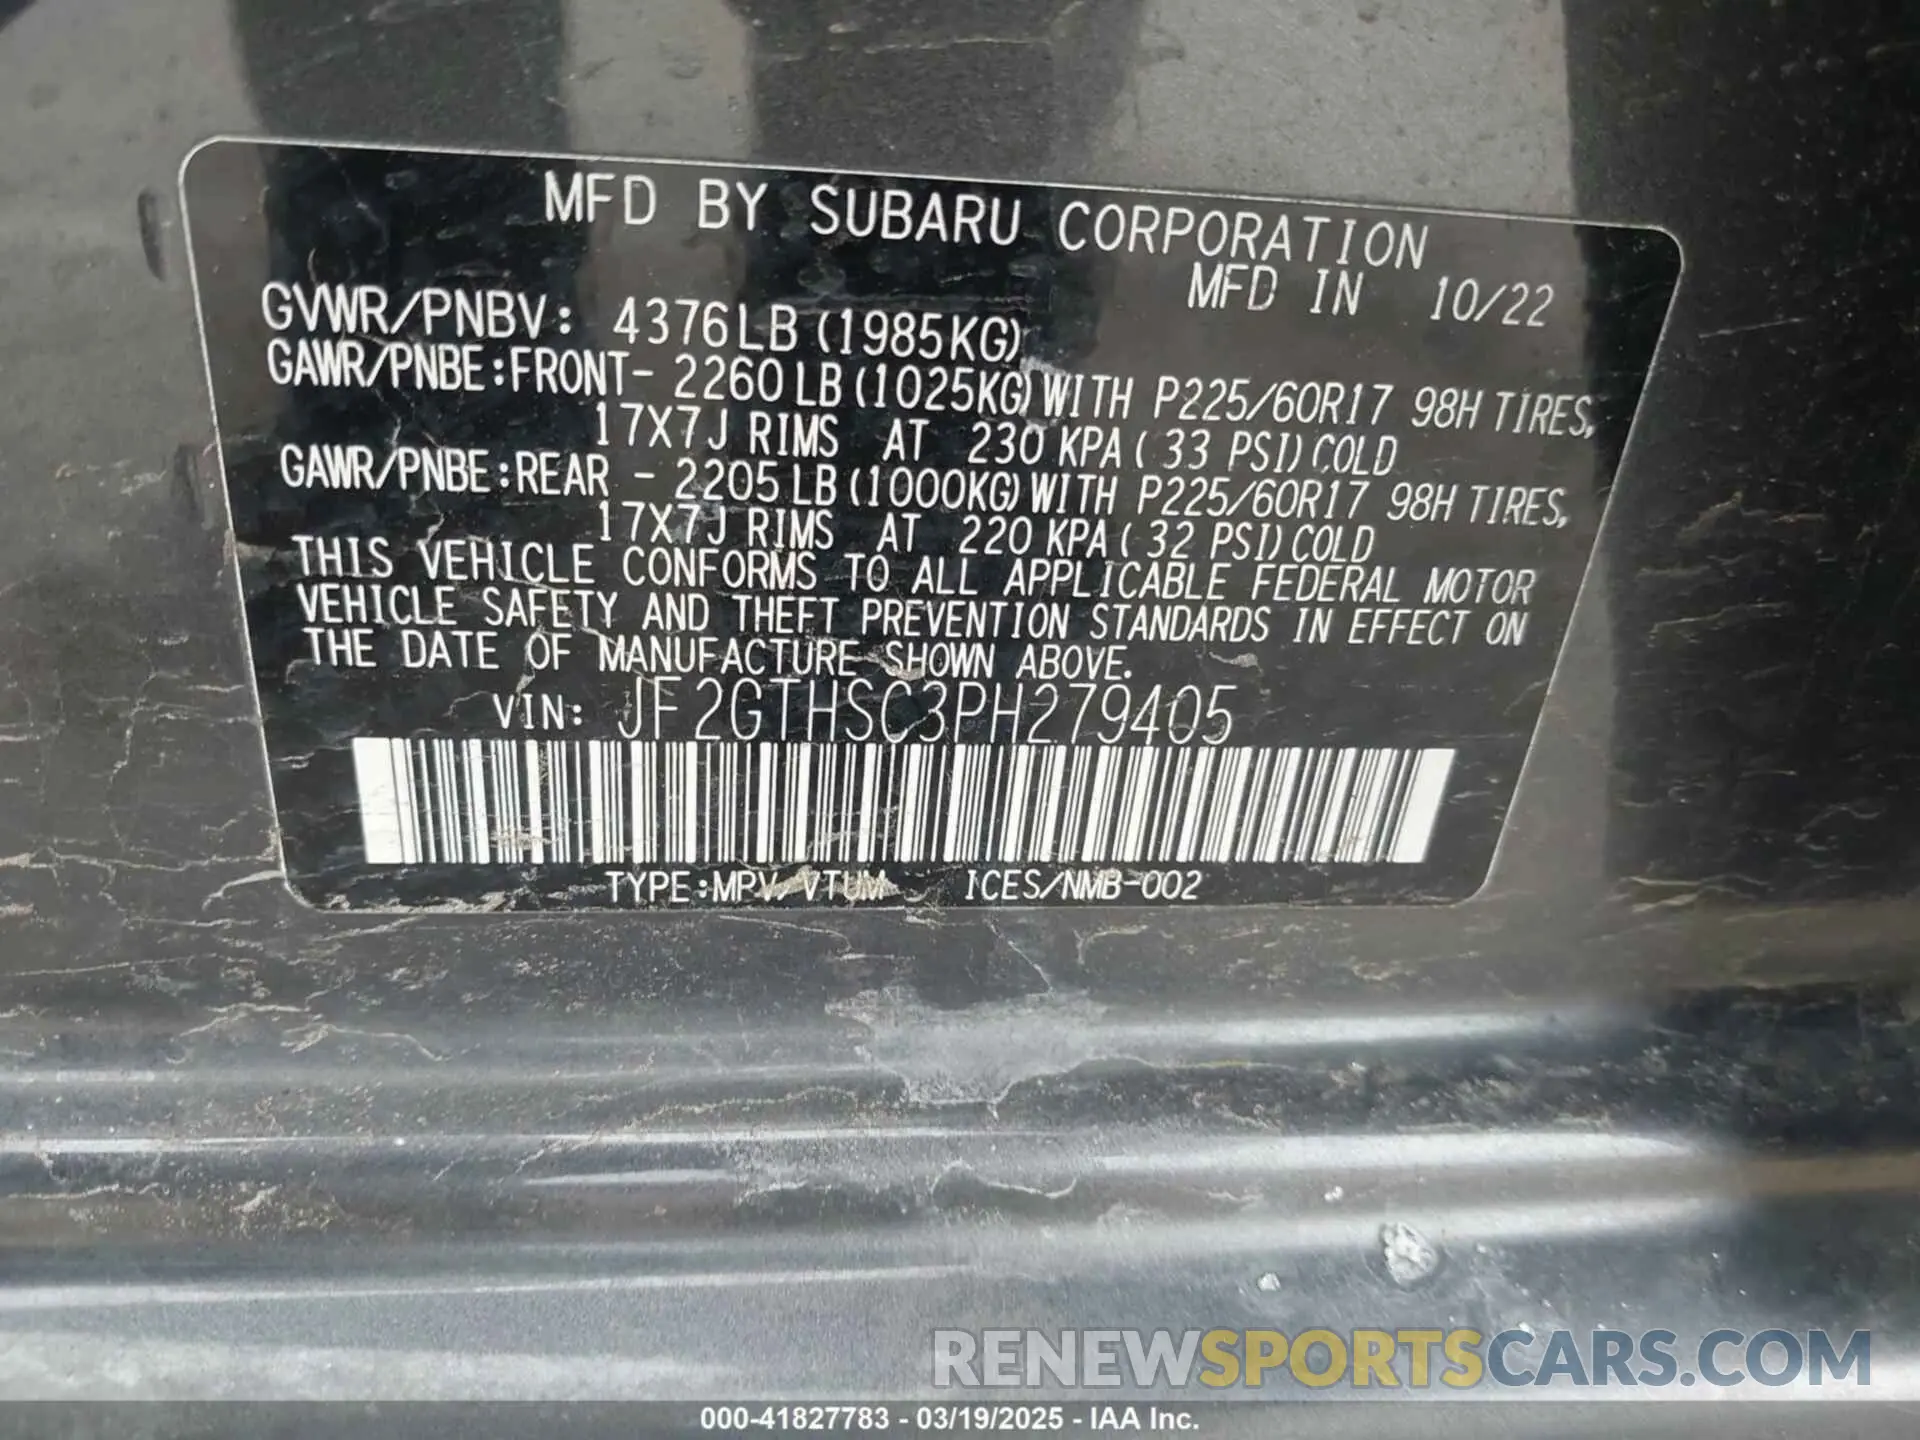 MFD BY SUBARU CORPORATION
MFD IN 10/22
GVWR/PNBV: 4376LB (1985KG)
GAWR/PNBE:FRONT- 2260LB (1025KG) WITH P225/60R17 98H TIRES,
17X7J RIMS AT 230 KPA ( 33 PSI) COLD
GAWR/PNBE:REAR - 2205LB (1000KG) WITH P225/60R17 98H TIRES,
17X7J RIMS AT 220 KPA ( 32 PSI) COLD
THIS VEHICLE CONFORMS TO ALL APPLICABLE FEDERAL MOTOR
VEHICLE SAFETY AND THEFT PREVENTION STANDARDS IN EFFECT ON
THE DATE OF MANUFACTURE SHOWN ABOVE.
VIN: JF2GTHSC3PH279405
TYPE:MPV/VTUM ICES/NMB-002
RENEWSPORTSCARS.COM
000-41827783 - 03/19/2025 - IAA Inc.